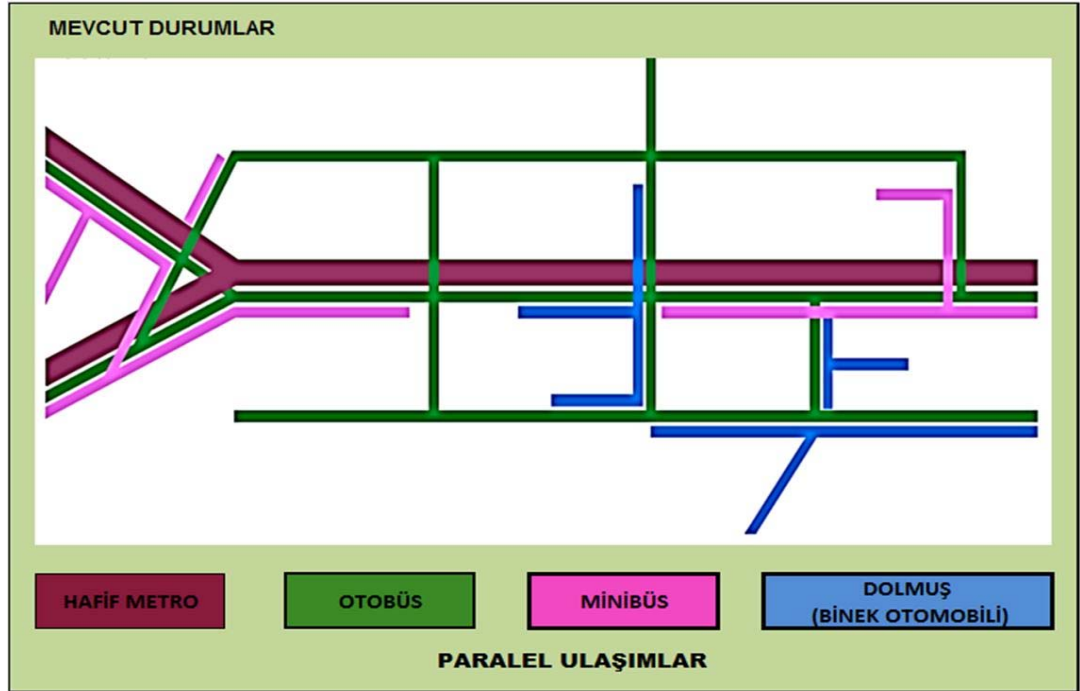 MEVCUT DURUMLAR
HAFİF METRO
OTOBÜS
MİNİBÜS
DOLMUŞ
(BİNEK OTOMOBİLİ)
PARALEL ULAŞIMLAR